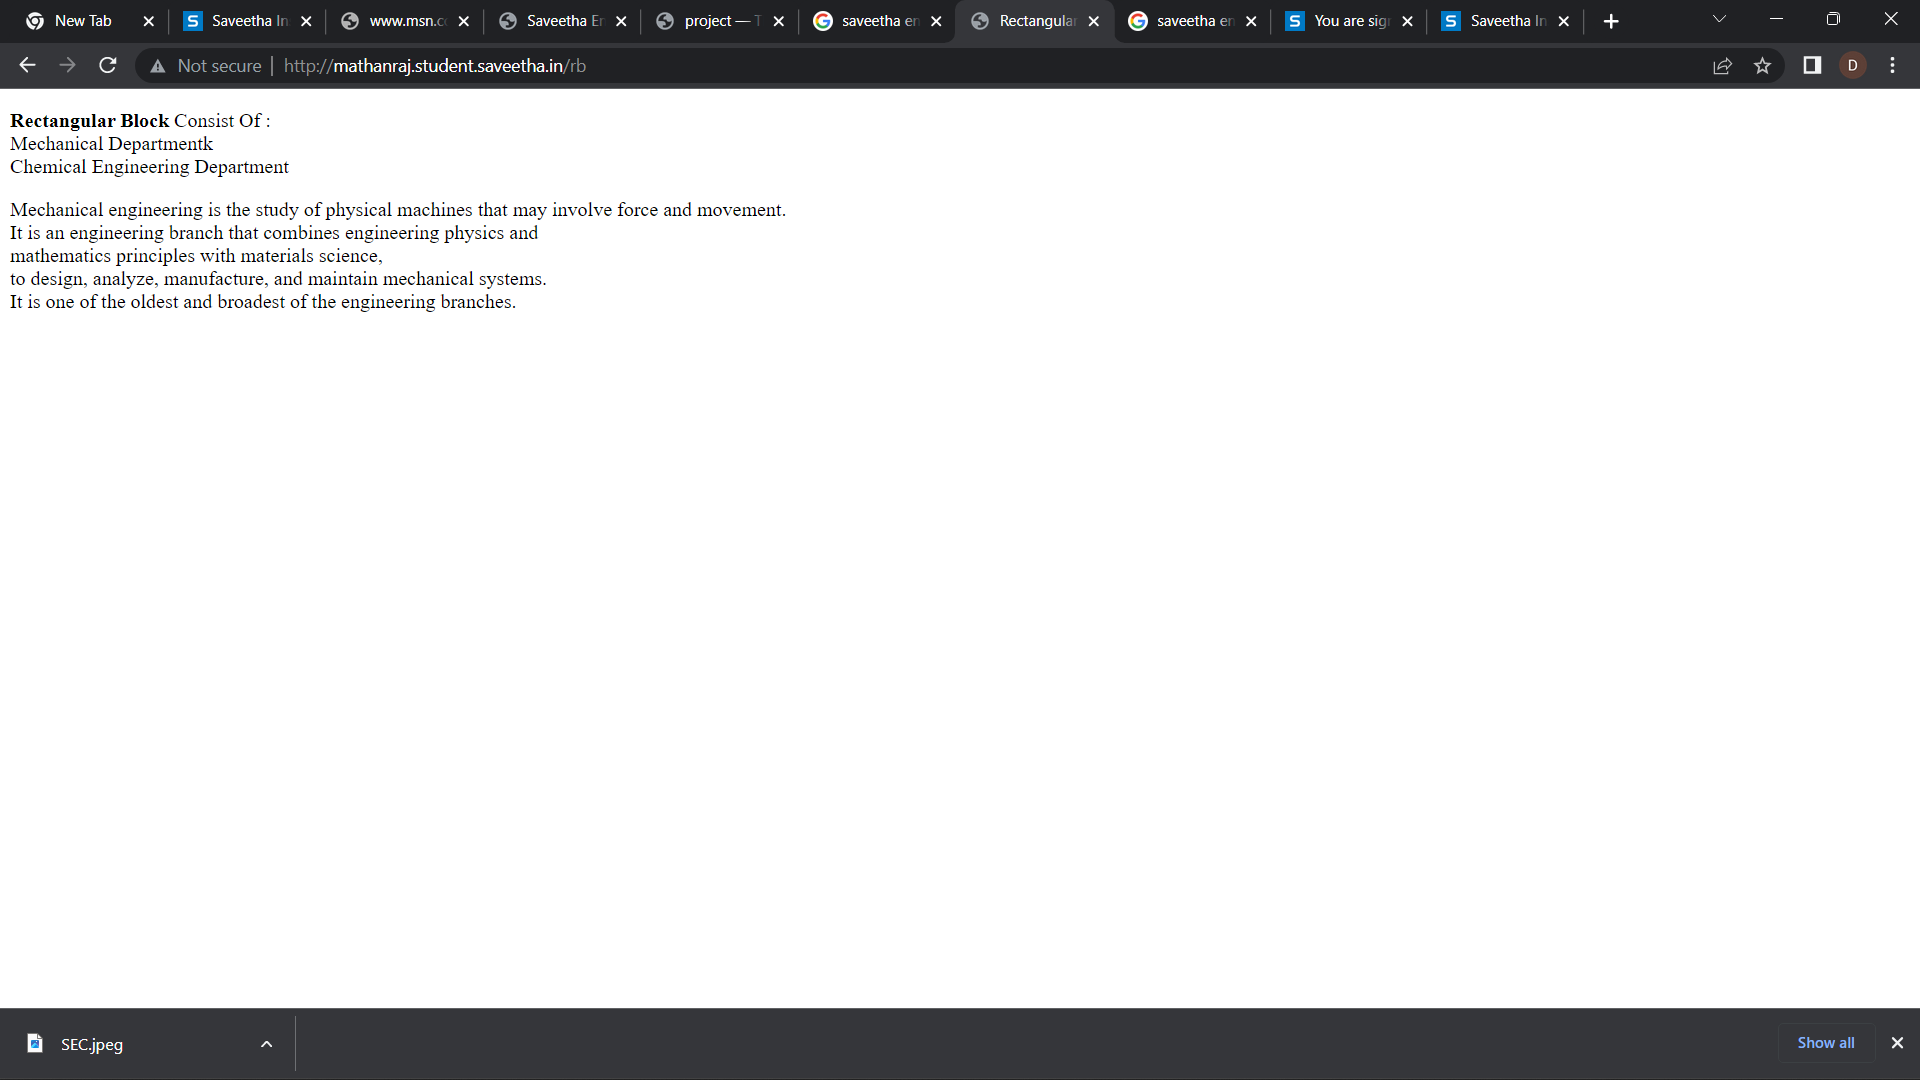 New Tab
Saveetha In
www.msn.c
Saveetha En
project — T
saveetha en
Rectangular
saveetha en
You are sign
Saveetha In
Not secure
http://mathanraj.student.saveetha.in/rb
D
Rectangular Block Consist Of :
Mechanical Departmentk
Chemical Engineering Department
Mechanical engineering is the study of physical machines that may involve force and movement.
It is an engineering branch that combines engineering physics and
mathematics principles with materials science,
to design, analyze, manufacture, and maintain mechanical systems.
It is one of the oldest and broadest of the engineering branches.
SEC.jpeg
Show all